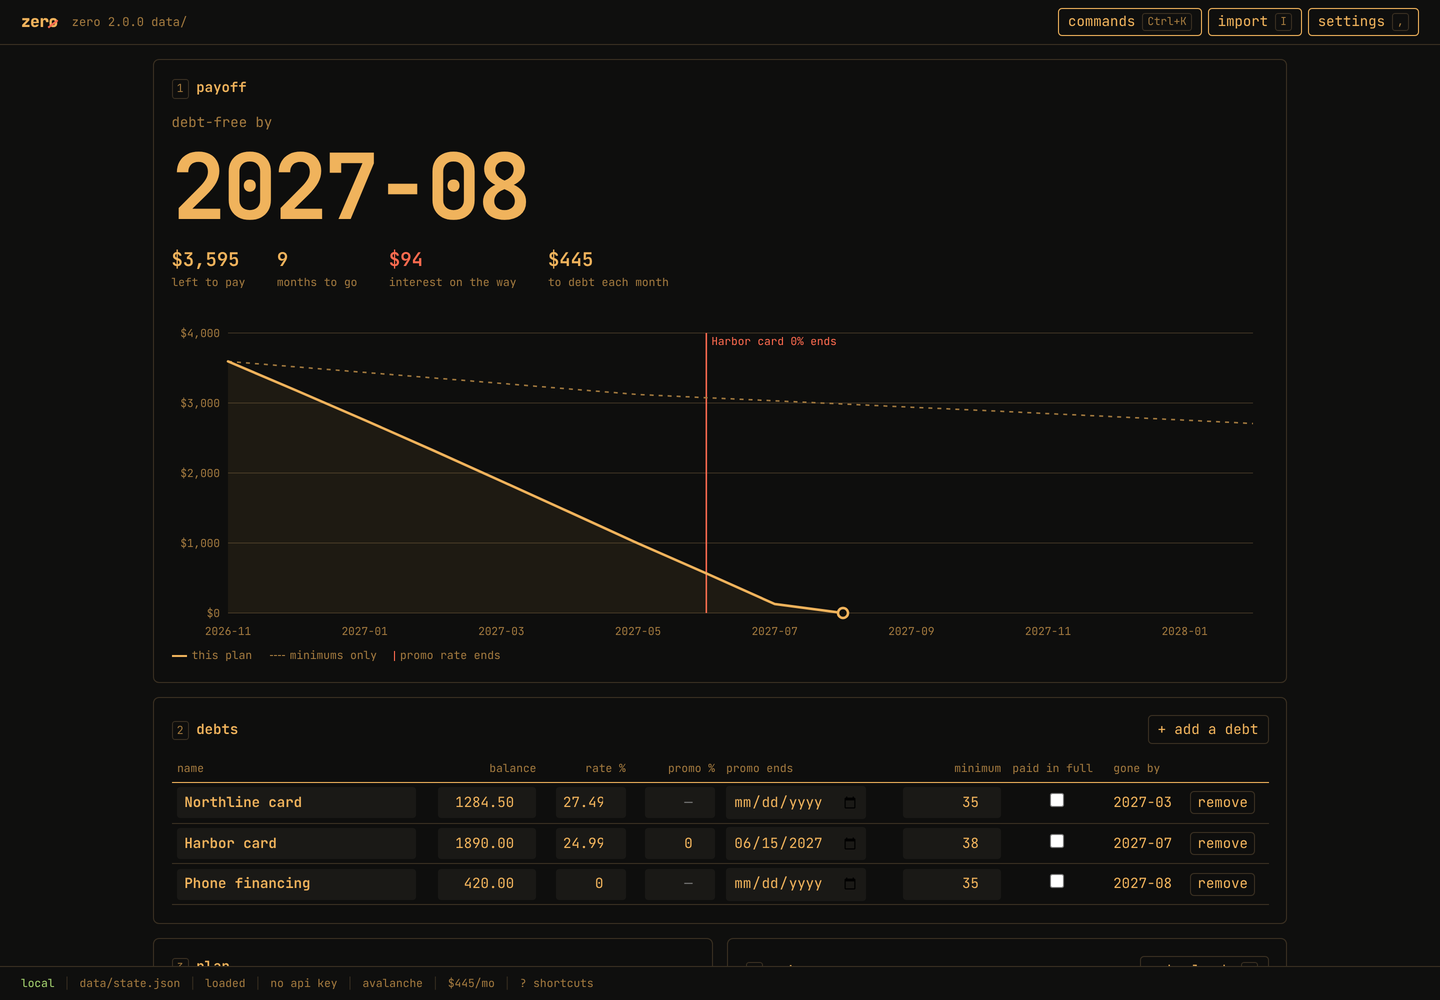 zero zero 2.0.0 data/ commands Ctrl+K import I settings ,
1 payoff
debt-free by
2027-08
$3,595 9 $94 $445
left to pay months to go interest on the way to debt each month
$4,000
Harbor card 0% ends
$3,000
$2,000
$1,000
$0
2026-11 2027-01 2027-03 2027-05 2027-07 2027-09 2027-11 2028-01
this plan minimums only promo rate ends
2 debts + add a debt
name balance rate % promo % promo ends minimum paid in full gone by
Northline card 1284.50 27.49 — mm/dd/yyyy 35 2027-03 remove
Harbor card 1890.00 24.99 0 06/15/2027 38 2027-07 remove
Phone financing 420.00 0 — mm/dd/yyyy 35 2027-08 remove
3 plan
local data/state.json loaded no api key avalanche $445/mo ? shortcuts